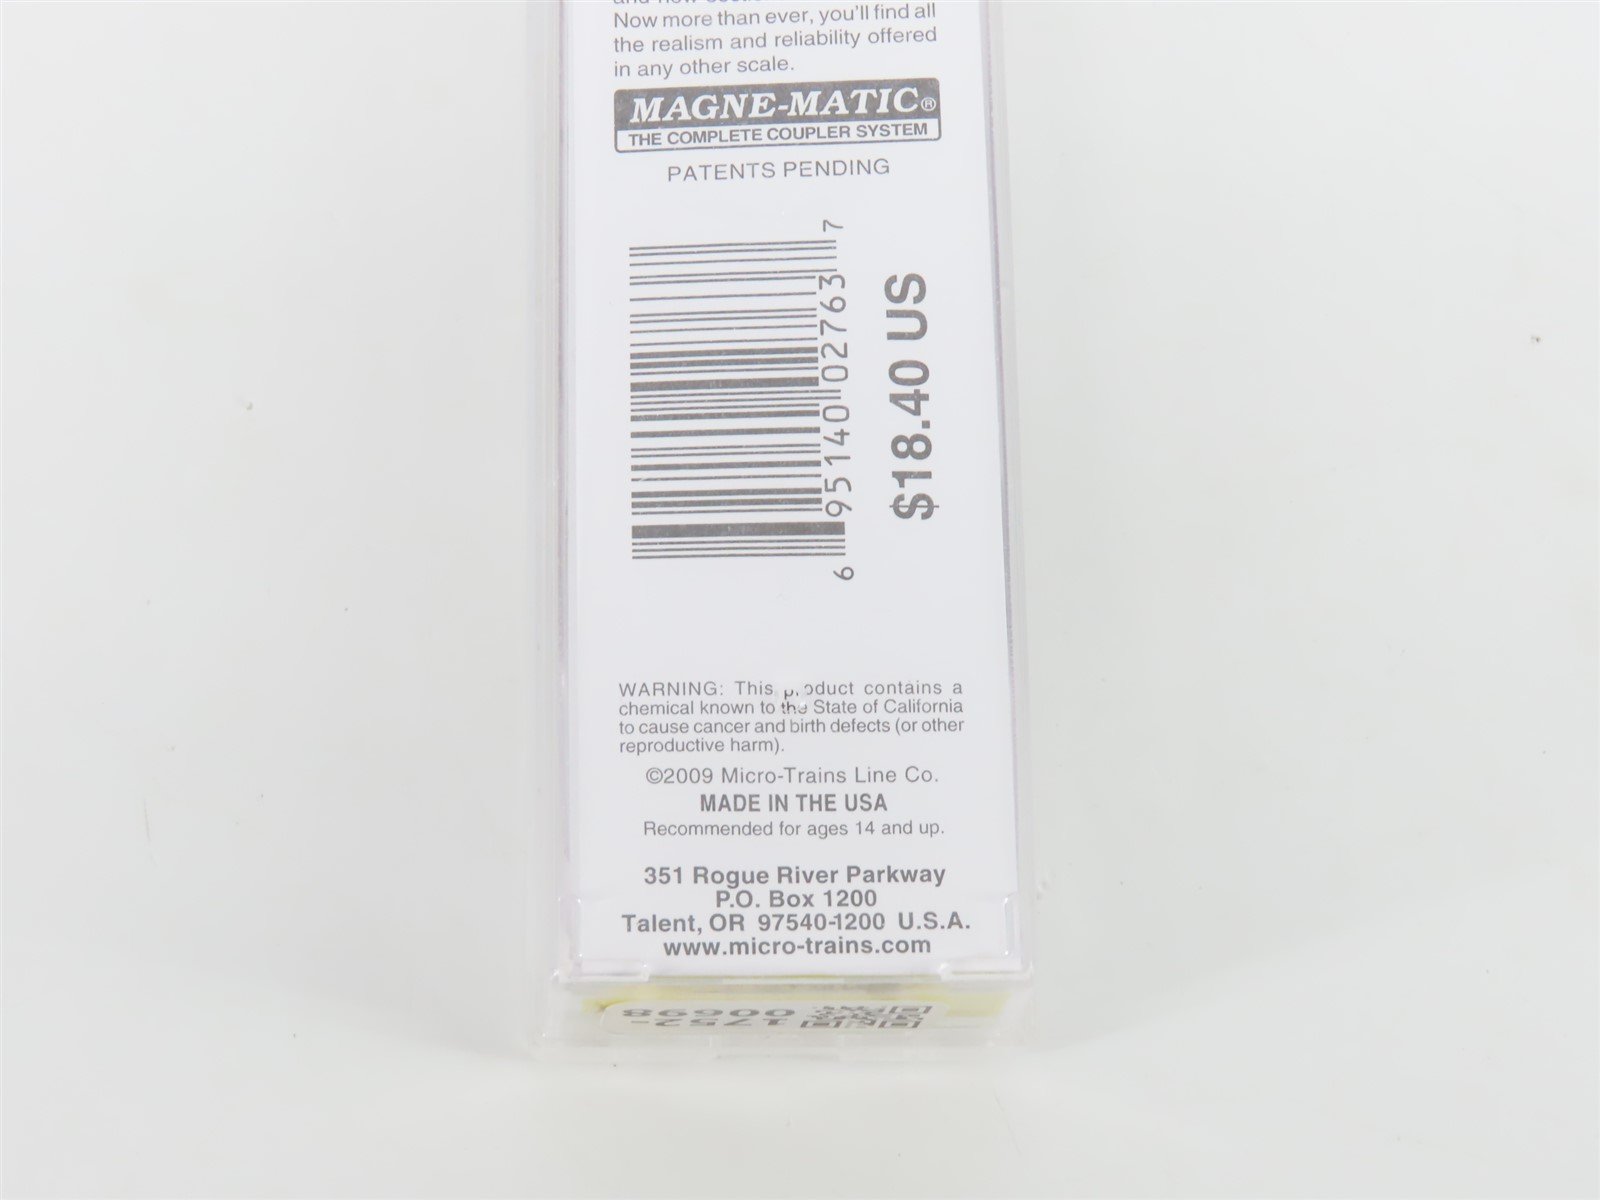 Now more than ever, you'll find all
the realism and reliability offered
in any other scale.
MAGNE-MATIC®
THE COMPLETE COUPLER SYSTEM
PATENTS PENDING
6 95140 02763 7
$18.40 US
WARNING: This product contains a
chemical known to the State of California
to cause cancer and birth defects (or other
reproductive harm).
©2009 Micro-Trains Line Co.
MADE IN THE USA
Recommended for ages 14 and up.
351 Rogue River Parkway
P.O. Box 1200
Talent, OR 97540-1200 U.S.A.
www.micro-trains.com
1752-